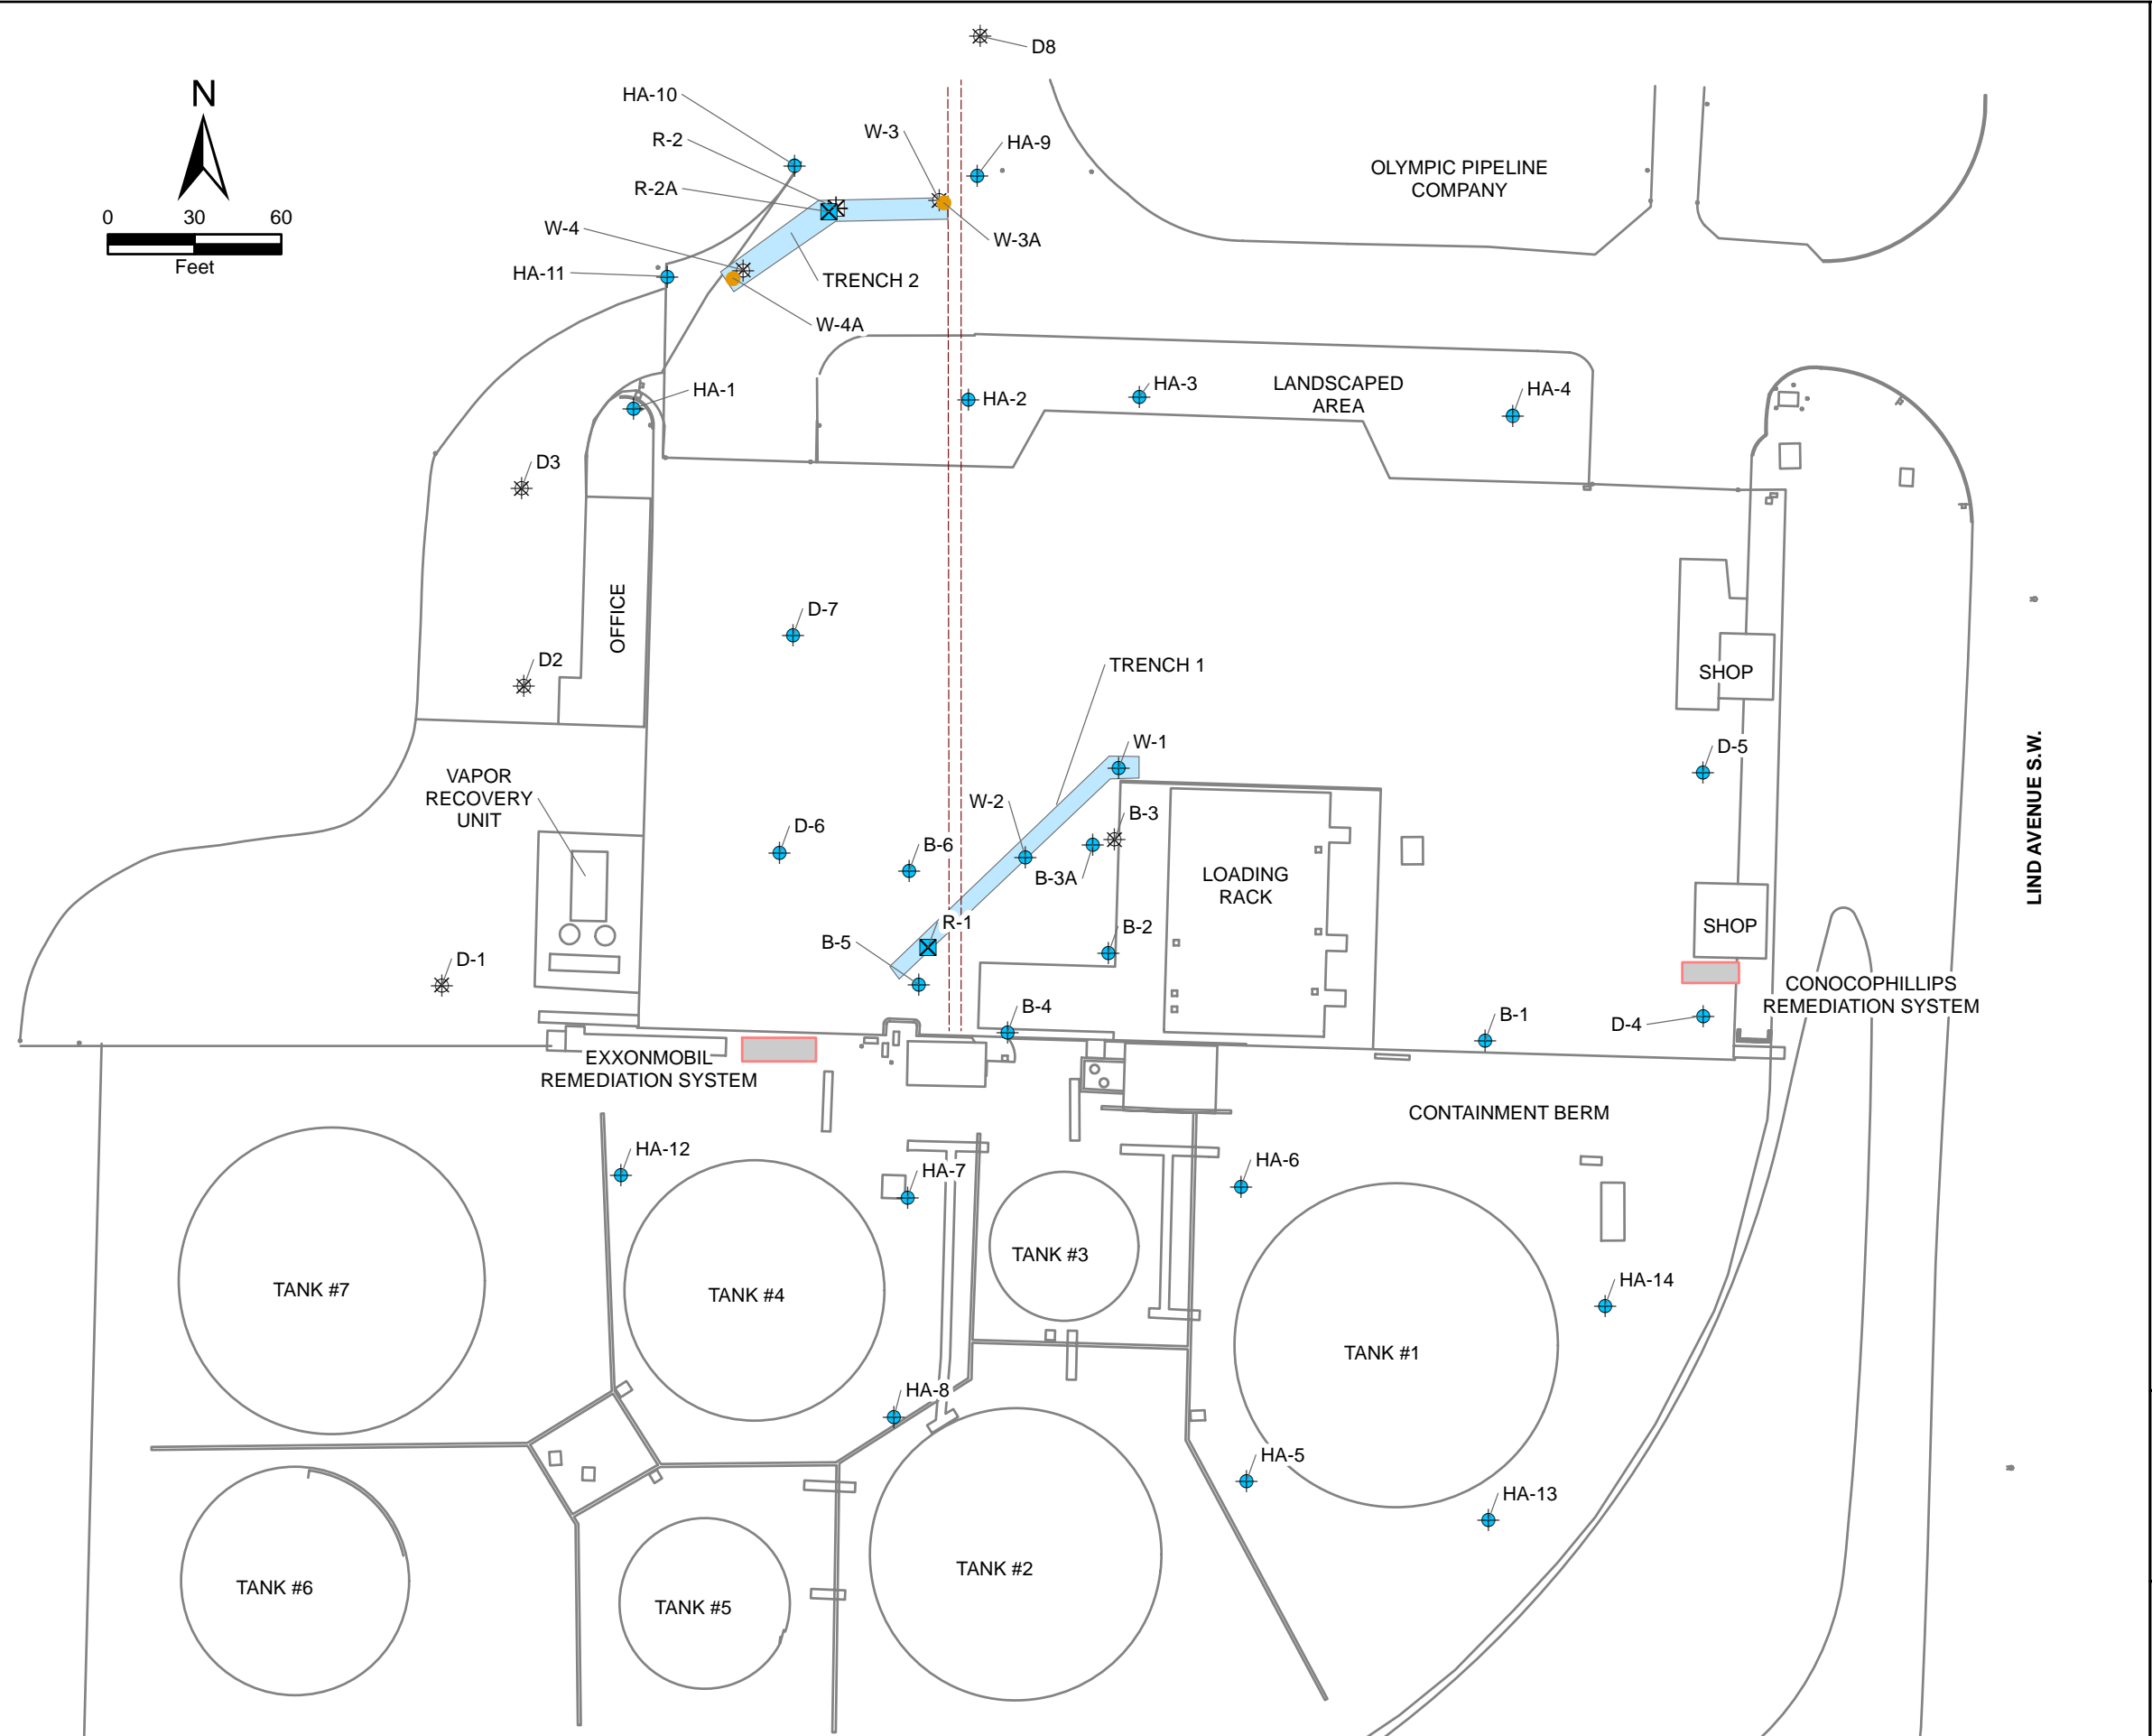 D8
N
HA-10
R-2
W-3
HA-9
OLYMPIC PIPELINE
COMPANY
R-2A
0 30 60
Feet
W-4
W-3A
HA-11
TRENCH 2
W-4A
HA-1
HA-2
HA-3
LANDSCAPED
AREA
HA-4
D3
OFFICE
D-7
D2
TRENCH 1
SHOP
W-1
D-5
LIND AVENUE S.W.
VAPOR
RECOVERY
UNIT
W-2
B-3
D-6
B-6
B-3A
LOADING
RACK
R-1
B-2
SHOP
B-5
D-1
CONOCOPHILLIPS
REMEDIATION SYSTEM
B-4
B-1
D-4
EXXONMOBIL
REMEDIATION SYSTEM
CONTAINMENT BERM
HA-12
HA-7
HA-6
TANK #3
HA-14
TANK #7
TANK #4
TANK #1
HA-8
HA-5
HA-13
TANK #2
TANK #6
TANK #5